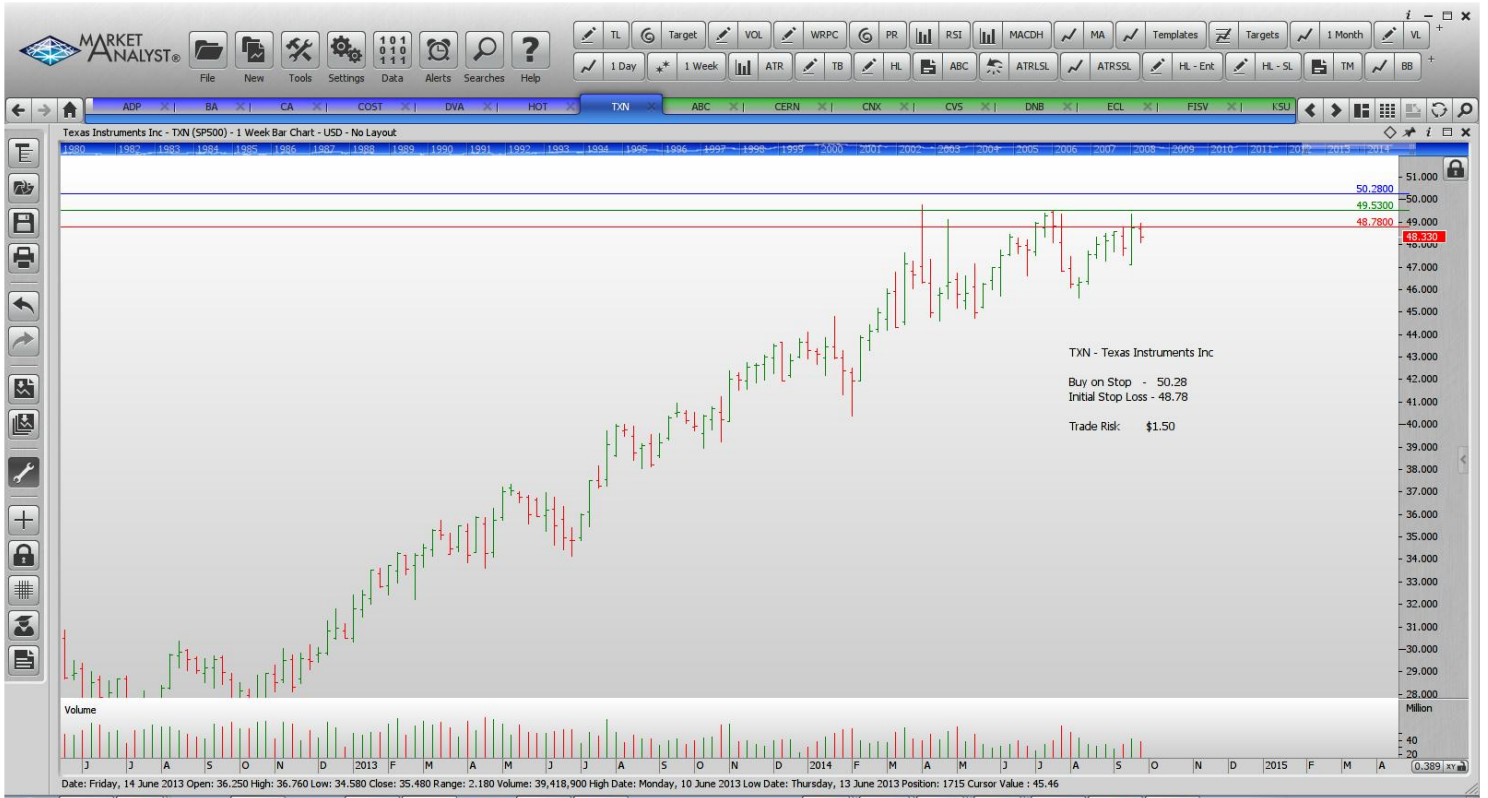 i
MARKET ANALYST®
File New Tools Settings Data Alerts Searches Help
101
010
111
TL Target VOL WRPC PR RSI MACDH MA Templates Targets 1 Month VL +
1 Day 1 Week ATR TB HL ABC ATRLSL ATRSSL HL - Ent HL - SL TM BB +
ADP BA CA COST DVA HOT TXN ABC CERN CNX CVS DNB ECL FISV KSU
Texas Instruments Inc - TXN (SP500) - 1 Week Bar Chart - USD - No Layout
1980 1982 1983 1984 1985 1986 1987 1988 1989 1990 1991 1992 1993 1994 1995 1996 1997 1998 1999 2000 2001 2002 2003 2004 2005 2006 2007 2008 2009 2010 2011 2012 2013 2014
51.000
50.2800
50.000
49.5300
49.000
48.7800
48.330
48.000
47.000
46.000
45.000
44.000
43.000
TXN - Texas Instruments Inc
42.000
Buy on Stop - 50.28
Initial Stop Loss - 48.78
41.000
40.000
Trade Risk $1.50
39.000
38.000
37.000
36.000
35.000
34.000
33.000
32.000
31.000
30.000
29.000
28.000
Volume
Million
40
20
J J A S O N D 2013 F M A M J J A S O N D 2014 F M A M J J A S O N D 2015 F M A
0.389 XY
Date: Friday, 14 June 2013 Open: 36.250 High: 36.760 Low: 34.580 Close: 35.480 Range: 2.180 Volume: 39,418,900 High Date: Monday, 10 June 2013 Low Date: Thursday, 13 June 2013 Position: 1715 Cursor Value : 45.46